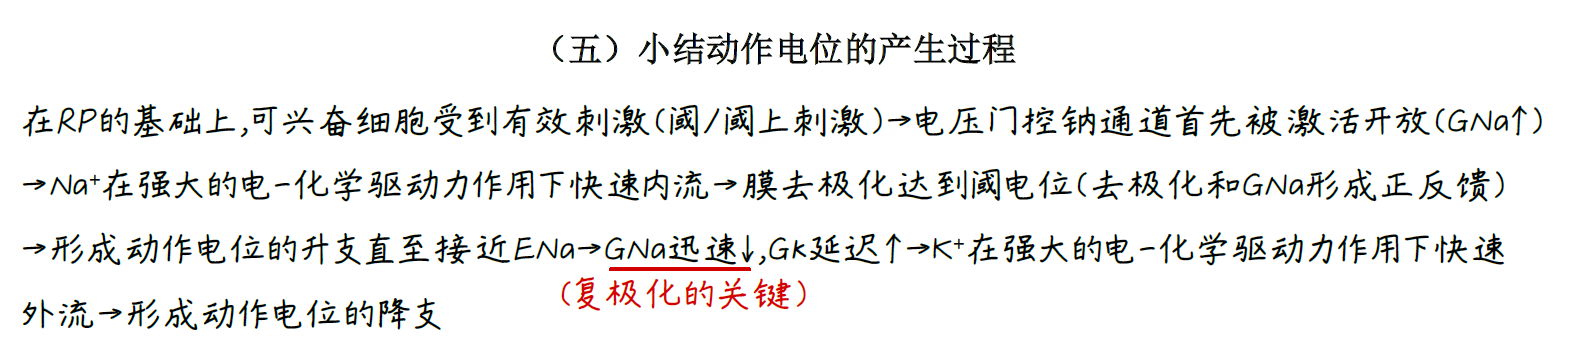 （五）小结动作电位的产生过程
在RP的基础上,可兴奋细胞受到有效刺激(阈/阈上刺激)→电压门控钠通道首先被激活开放(GNa↑)
→Na⁺在强大的电-化学驱动力作用下快速内流→膜去极化达到阈电位(去极化和GNa形成正反馈)
→形成动作电位的升支直至接近ENa→GNa迅速↓,Gk延迟↑→K⁺在强大的电-化学驱动力作用下快速
(复极化的关键)
外流→形成动作电位的降支